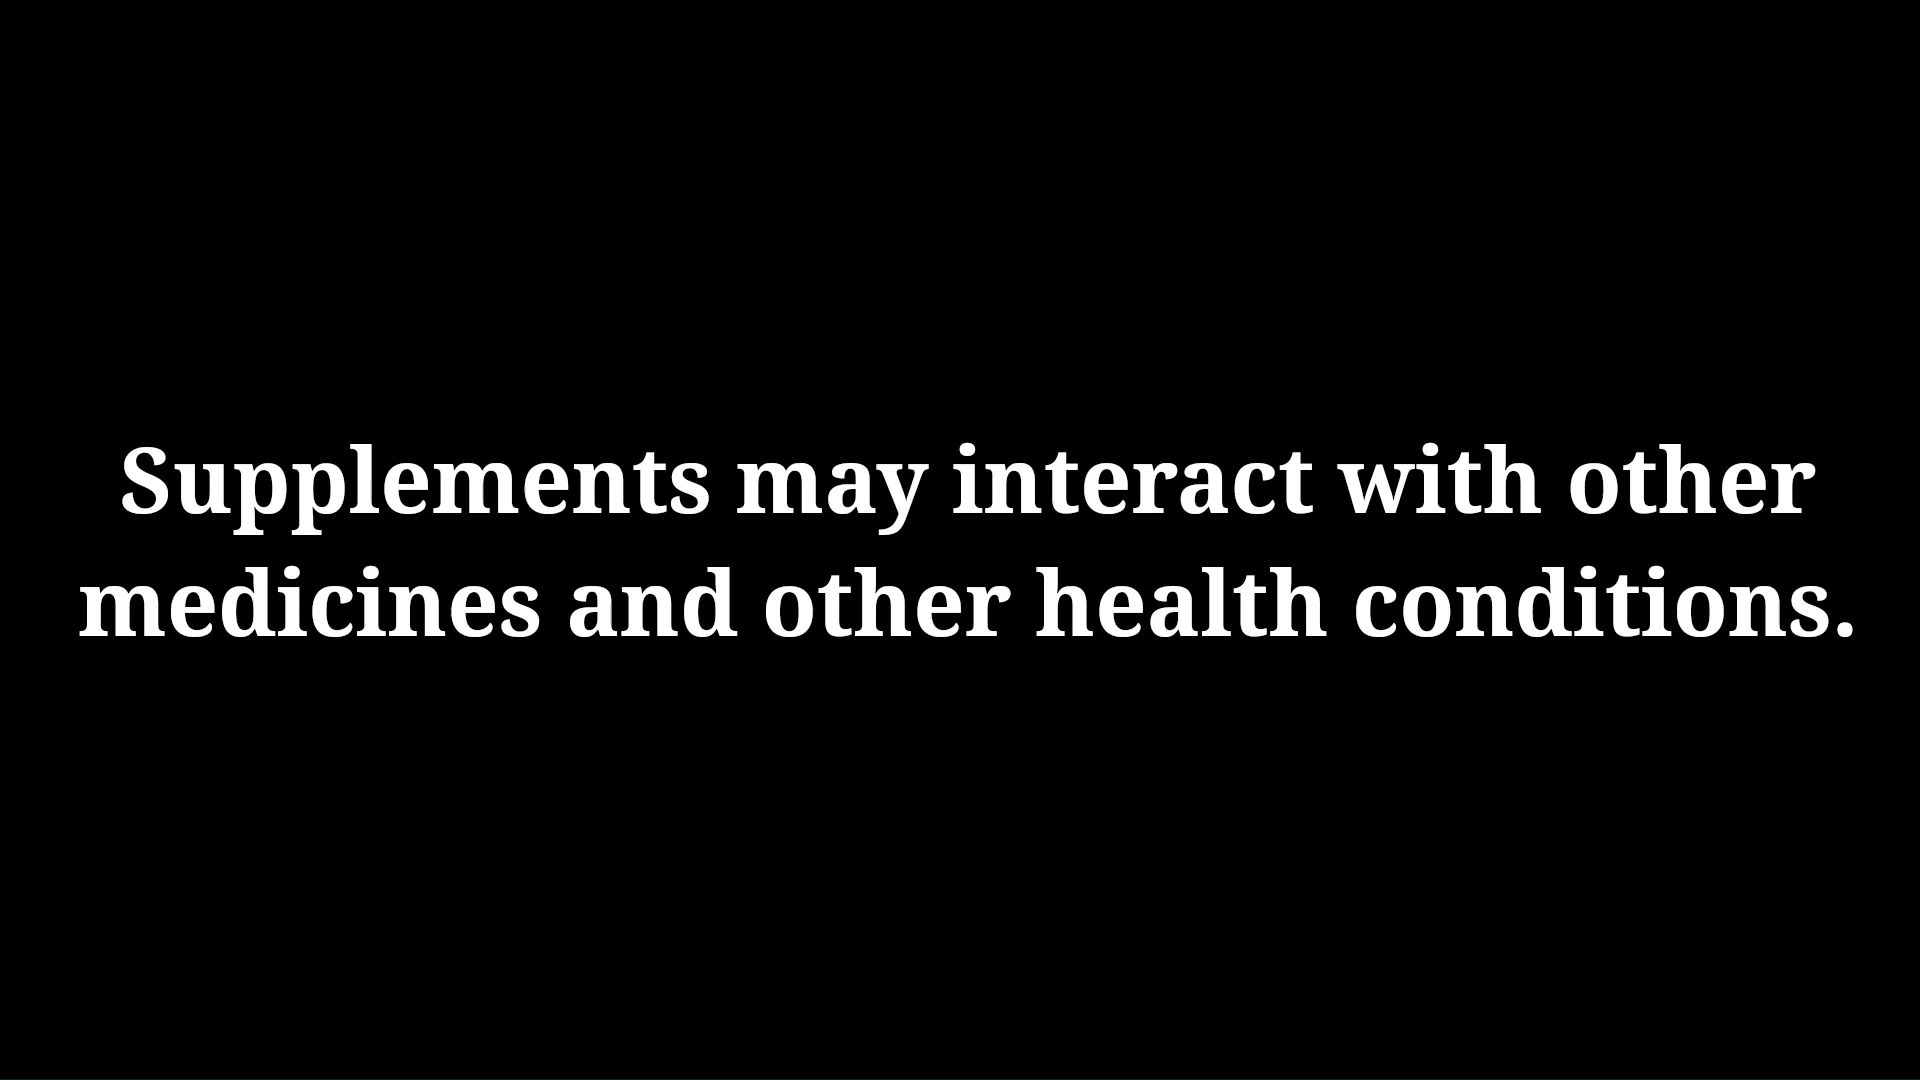 Supplements may interact with other
medicines and other health conditions.